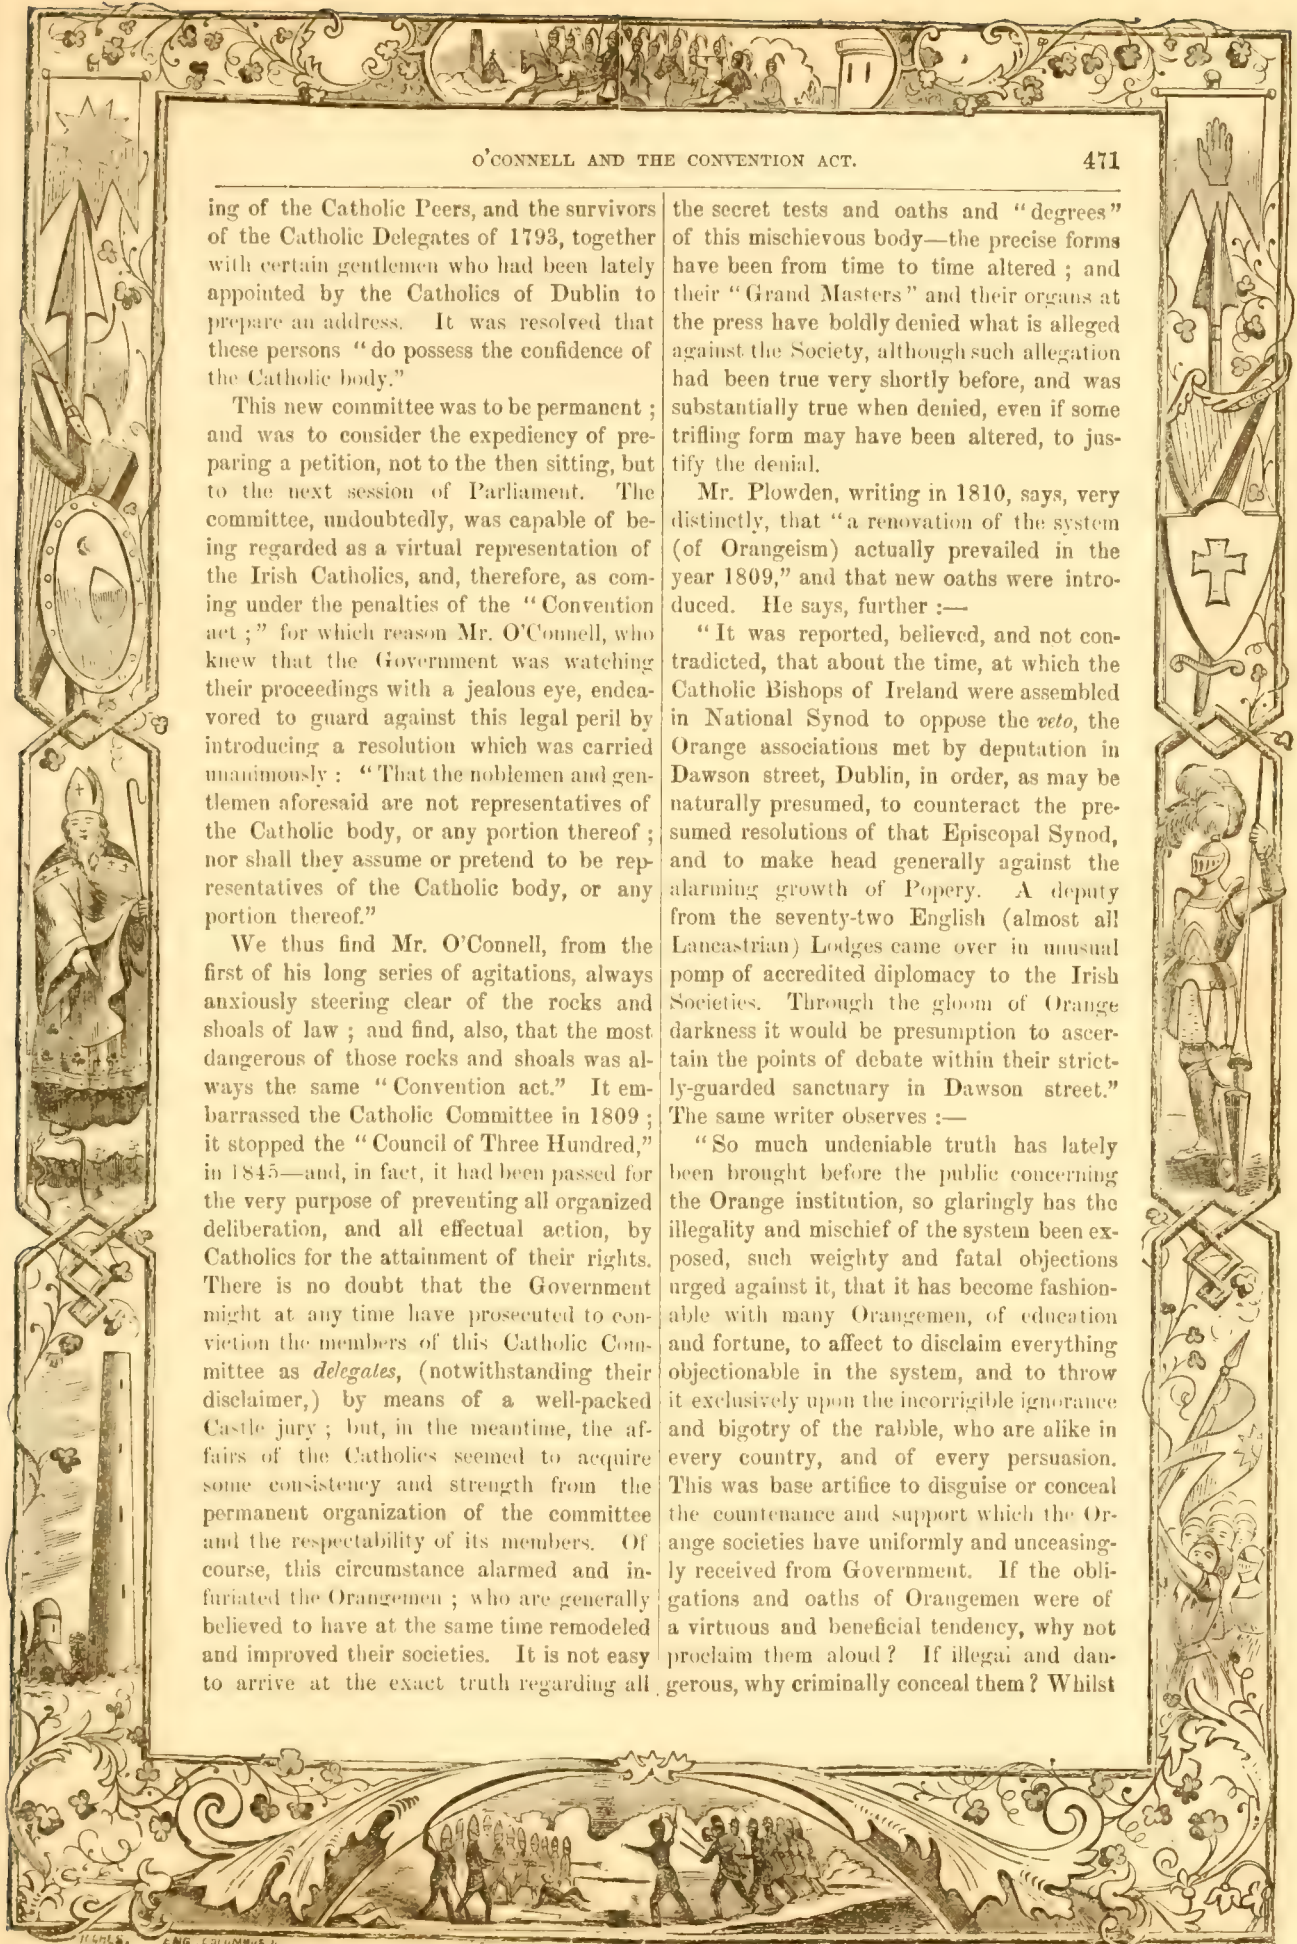 O'CONNELL AND THE CONVENTION ACT. 471
ing of the Catholic Peers, and the survivors
of the Catholic Delegates of 1793, together
with certain gentlemen who had been lately
appointed by the Catholics of Dublin to
prepare an address. It was resolved that
these persons "do possess the confidence of
the Catholic body."
This new committee was to be permanent ;
and was to consider the expediency of pre-
paring a petition, not to the then sitting, but
to the next session of Parliament. The
committee, undoubtedly, was capable of be-
ing regarded as a virtual representation of
the Irish Catholics, and, therefore, as com-
ing under the penalties of the "Convention
act ;" for which reason Mr. O'Connell, who
knew that the Government was watching
their proceedings with a jealous eye, endea-
vored to guard against this legal peril by
introducing a resolution which was carried
unanimously : "That the noblemen and gen-
tlemen aforesaid are not representatives of
the Catholic body, or any portion thereof ;
nor shall they assume or pretend to be rep-
resentatives of the Catholic body, or any
portion thereof."
We thus find Mr. O'Connell, from the
first of his long series of agitations, always
anxiously steering clear of the rocks and
shoals of law ; and find, also, that the most
dangerous of those rocks and shoals was al-
ways the same "Convention act." It em-
barrassed the Catholic Committee in 1809 ;
it stopped the "Council of Three Hundred,"
in 1845—and, in fact, it had been passed for
the very purpose of preventing all organized
deliberation, and all effectual action, by
Catholics for the attainment of their rights.
There is no doubt that the Government
might at any time have prosecuted to con-
viction the members of this Catholic Com-
mittee as delegates, (notwithstanding their
disclaimer,) by means of a well-packed
Castle jury ; but, in the meantime, the af-
fairs of the Catholics seemed to acquire
some consistency and strength from the
permanent organization of the committee
and the respectability of its members. Of
course, this circumstance alarmed and in-
furiated the Orangemen ; who are generally
believed to have at the same time remodeled
and improved their societies. It is not easy
to arrive at the exact truth regarding all
the secret tests and oaths and "degrees"
of this mischievous body—the precise forms
have been from time to time altered ; and
their "Grand Masters" and their organs at
the press have boldly denied what is alleged
against the Society, although such allegation
had been true very shortly before, and was
substantially true when denied, even if some
trifling form may have been altered, to jus-
tify the denial.
Mr. Plowden, writing in 1810, says, very
distinctly, that "a renovation of the system
(of Orangeism) actually prevailed in the
year 1809," and that new oaths were intro-
duced. He says, further :—
"It was reported, believed, and not con-
tradicted, that about the time, at which the
Catholic Bishops of Ireland were assembled
in National Synod to oppose the veto, the
Orange associations met by deputation in
Dawson street, Dublin, in order, as may be
naturally presumed, to counteract the pre-
sumed resolutions of that Episcopal Synod,
and to make head generally against the
alarming growth of Popery. A deputy
from the seventy-two English (almost all
Lancastrian) Lodges came over in unusual
pomp of accredited diplomacy to the Irish
Societies. Through the gloom of Orange
darkness it would be presumption to ascer-
tain the points of debate within their strict-
ly-guarded sanctuary in Dawson street."
The same writer observes :—
"So much undeniable truth has lately
been brought before the public concerning
the Orange institution, so glaringly has the
illegality and mischief of the system been ex-
posed, such weighty and fatal objections
urged against it, that it has become fashion-
able with many Orangemen, of education
and fortune, to affect to disclaim everything
objectionable in the system, and to throw
it exclusively upon the incorrigible ignorance
and bigotry of the rabble, who are alike in
every country, and of every persuasion.
This was base artifice to disguise or conceal
the countenance and support which the Or-
ange societies have uniformly and unceasing-
ly received from Government. If the obli-
gations and oaths of Orangemen were of
a virtuous and beneficial tendency, why not
proclaim them aloud ? If illegal and dan-
gerous, why criminally conceal them ? Whilst
ENG